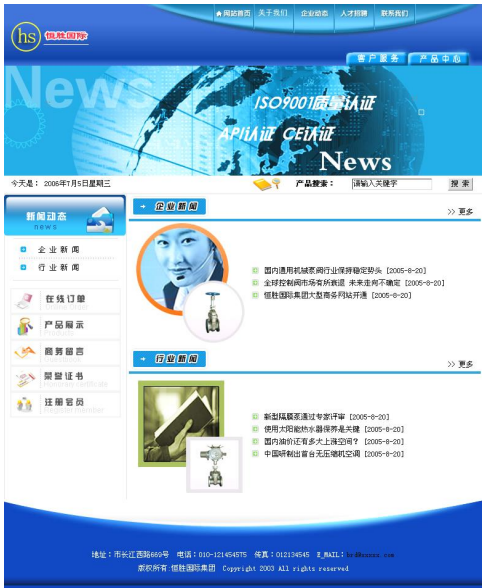 网站首页 关于我们 企业动态 人才招聘 联系我们
hs 恒胜国际
客户服务 产品中心
News
ISO9001质量认证
API认证 CE认证
News
今天是： 2006年7月5日星期三
产品搜索： 请输入关键字 搜 索
新闻动态
news
企 业 新 闻
行 业 新 闻
在线订单
产品展示
商务留言
荣誉证书
注册会员
企业新闻
>> 更多
国内通用机械泵阀行业保持稳定势头 [2005-8-20]
全球控制阀市场有所衰退 未来走向不确定 [2005-8-20]
恒胜国际集团大型商务网站开通 [2005-8-20]
行业新闻
>> 更多
新型隔膜泵通过专家评审 [2005-8-20]
使用太阳能热水器保养是关键 [2005-8-20]
国内油价还有多大上涨空间？ [2005-8-20]
中国研制出首台无压缩机空调 [2005-8-20]
地址：市长江西路669号 电话：010-121454575 传真：012134545 E_MAIL：
版权所有:恒胜国际集团 Copyright 2003 All rights reserved